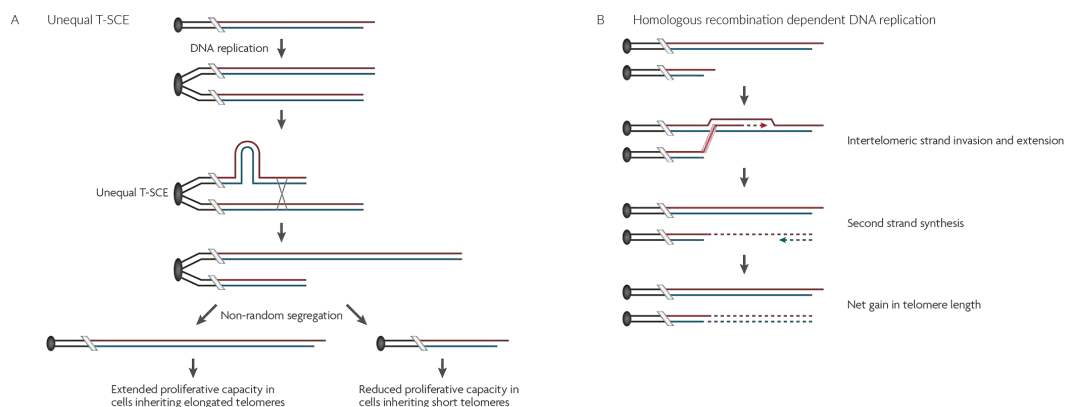 A Unequal T-SCE
DNA replication
Unequal T-SCE
Non-random segregation
Extended proliferative capacity in
cells inheriting elongated telomeres
Reduced proliferative capacity in
cells inheriting short telomeres
B Homologous recombination dependent DNA replication
Intertelomeric strand invasion and extension
Second strand synthesis
Net gain in telomere length